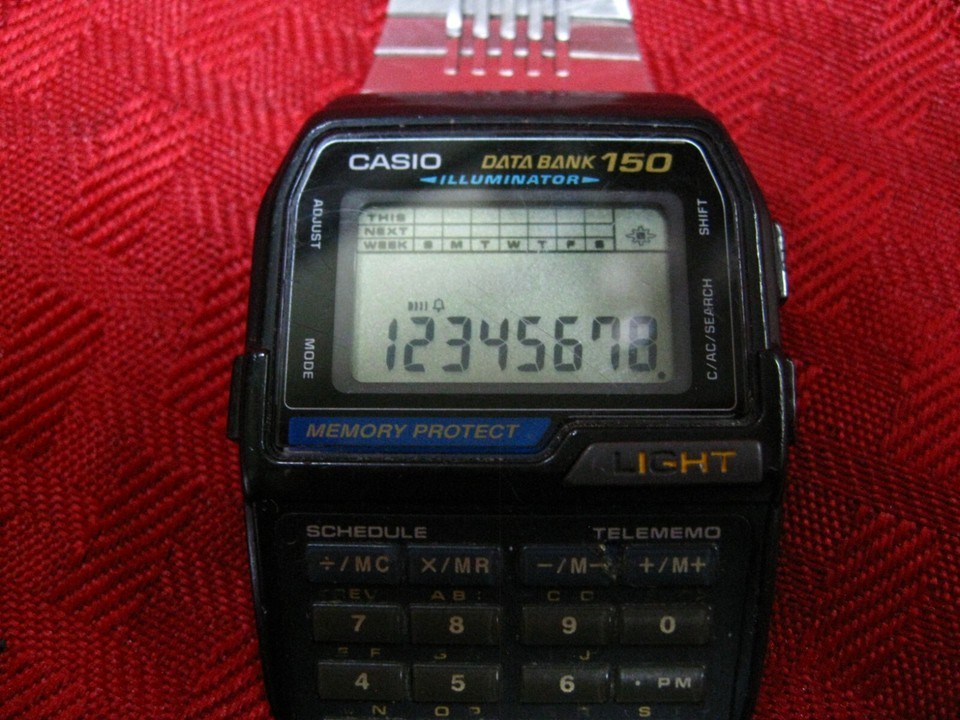 CASIO DATA BANK 150
ILLUMINATOR
ADJUST
SHIFT
THIS
NEXT
WEEK S M T W T F S
12345678.
MODE
C/AC/SEARCH
MEMORY PROTECT
LIGHT
SCHEDULE TELEMEMO
÷/MC ×/MR −/M− +/M+
A B : C D
7 8 9 0
F J
4 5 6 · PM
N O P S